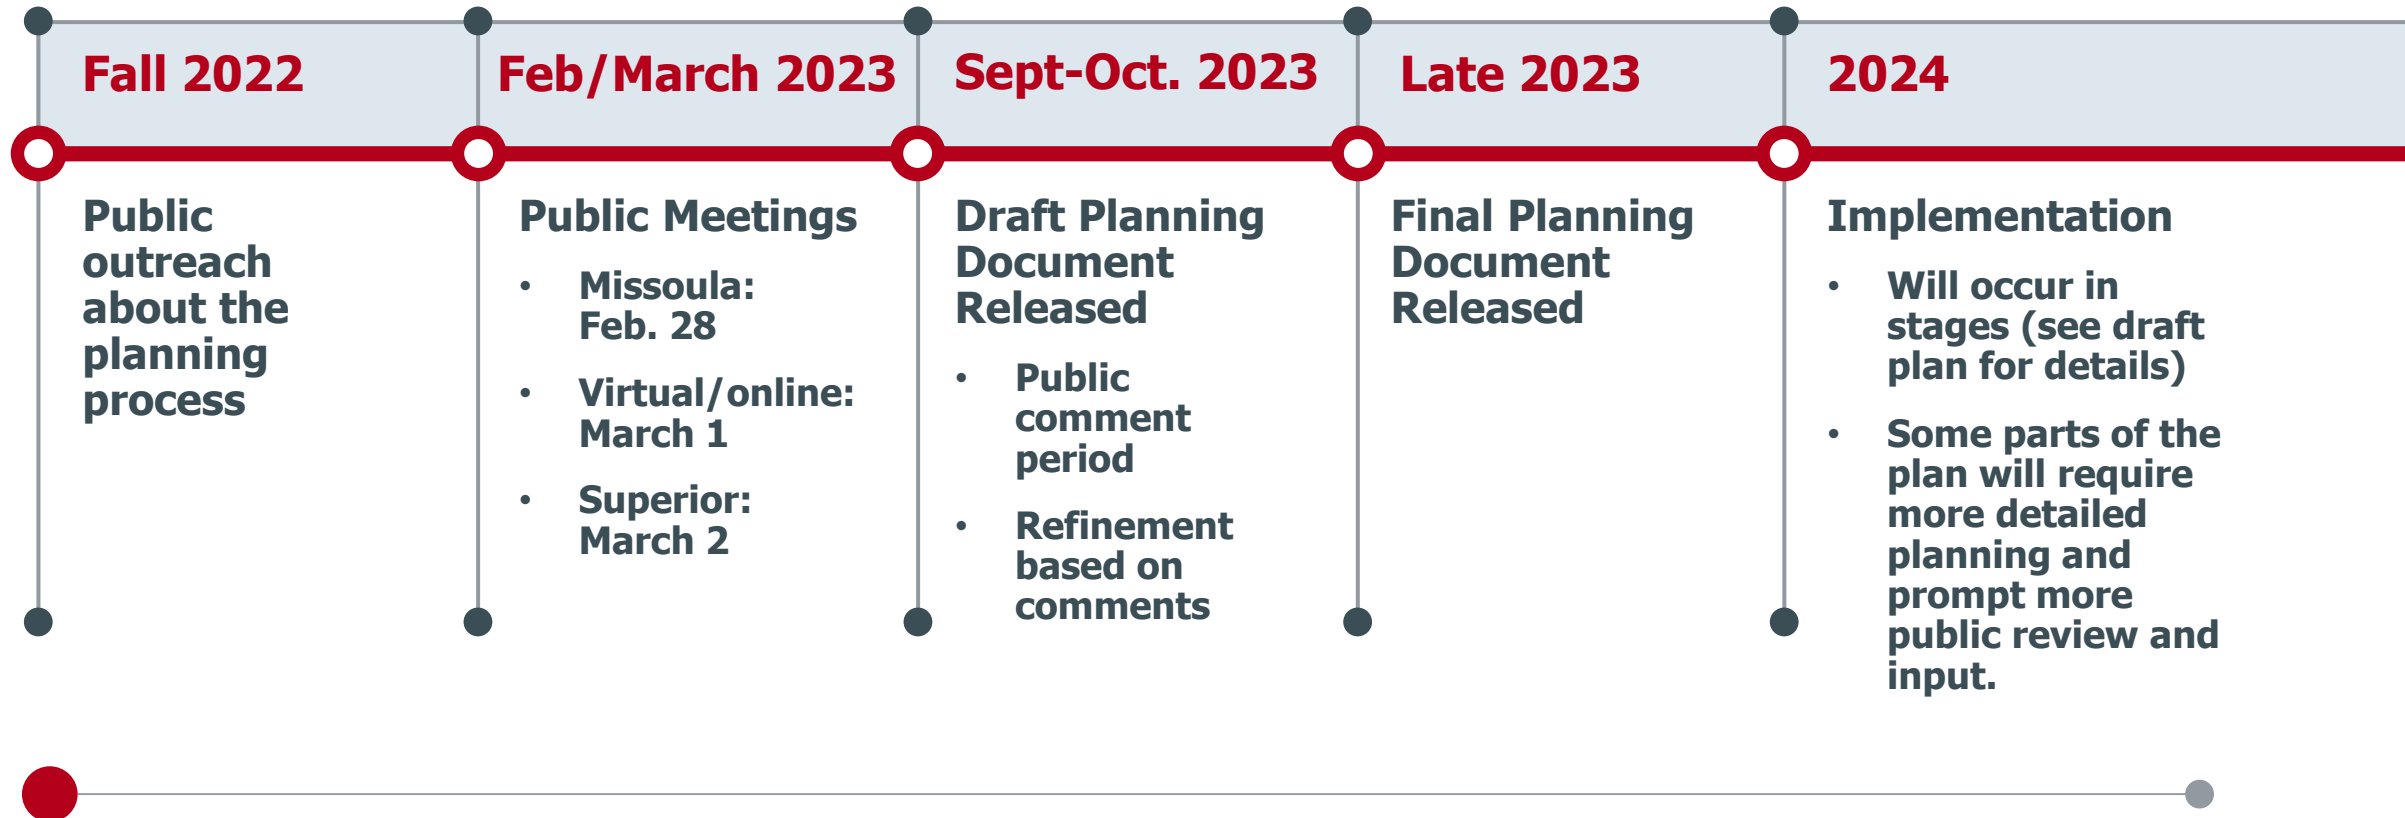 Fall 2022
Public
outreach
about the
planning
process
Feb/March 2023
Public Meetings
• Missoula:
Feb. 28
• Virtual/online:
March 1
• Superior:
March 2
Sept-Oct. 2023
Draft Planning
Document
Released
• Public
comment
period
• Refinement
based on
comments
Late 2023
Final Planning
Document
Released
2024
Implementation
• Will occur in
stages (see draft
plan for details)
• Some parts of the
plan will require
more detailed
planning and
prompt more
public review and
input.